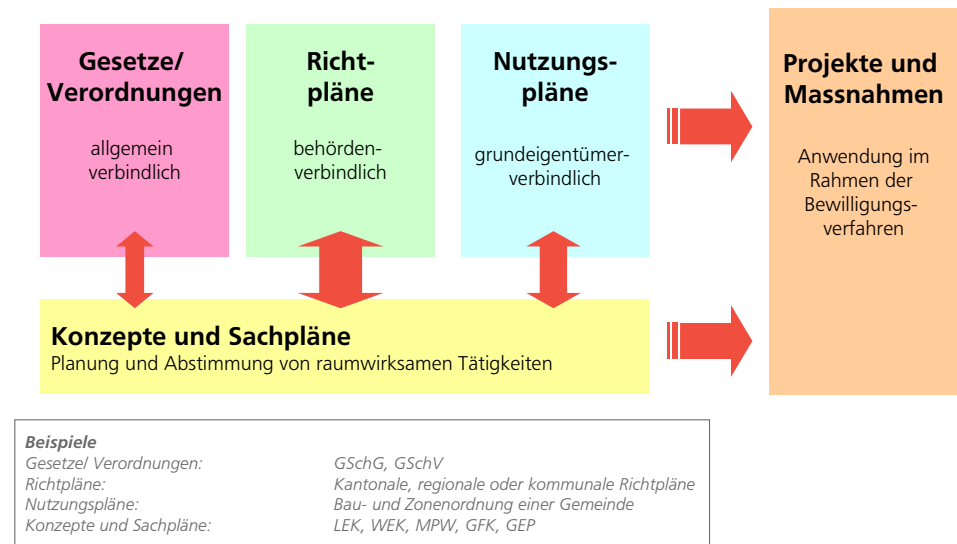 Gesetze/
Verordnungen
allgemein
verbindlich
Richt-
pläne
behörden-
verbindlich
Nutzungs-
pläne
grundeigentümer-
verbindlich
Projekte und
Massnahmen
Anwendung im
Rahmen der
Bewilligungs-
verfahren
Konzepte und Sachpläne
Planung und Abstimmung von raumwirksamen Tätigkeiten
Beispiele
Gesetze/ Verordnungen: GSchG, GSchV
Richtpläne: Kantonale, regionale oder kommunale Richtpläne
Nutzungspläne: Bau- und Zonenordnung einer Gemeinde
Konzepte und Sachpläne: LEK, WEK, MPW, GFK, GEP